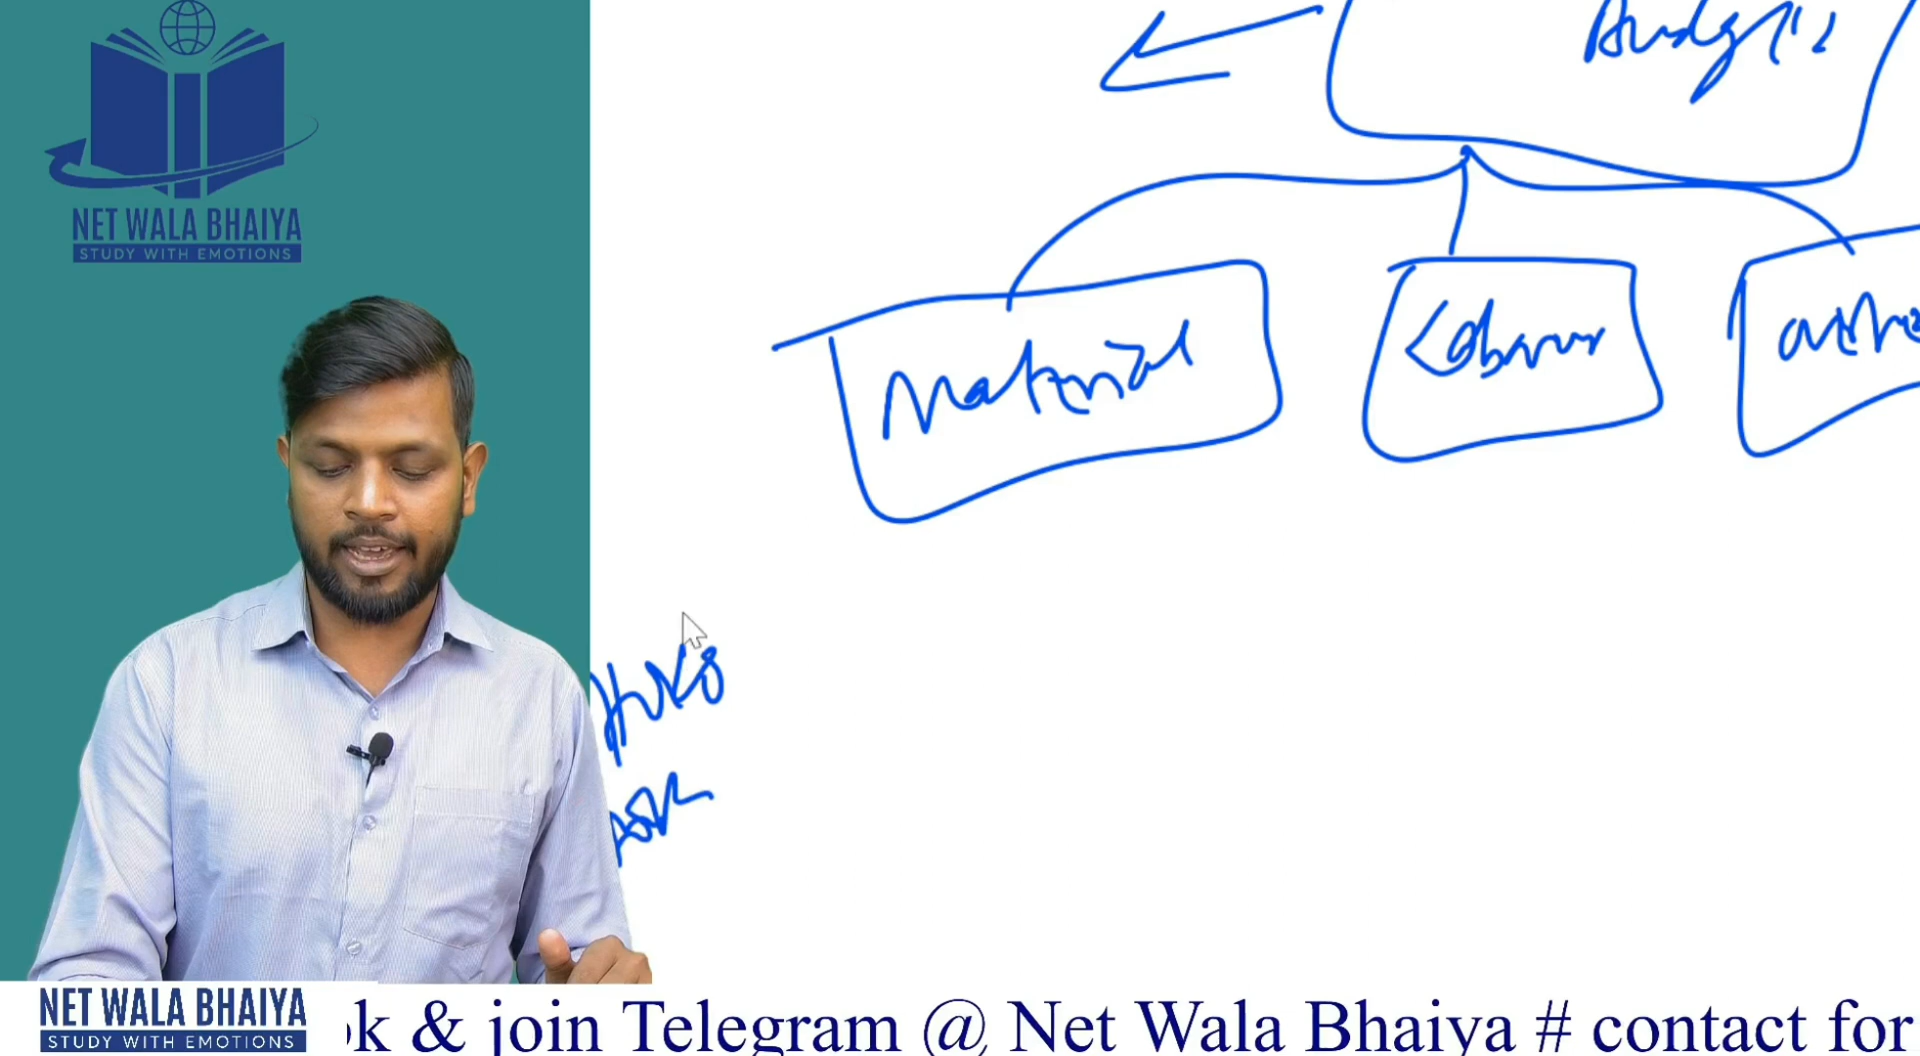 Analysis
NET WALA BHAIYA
STUDY WITH EMOTIONS
Material
Labour
NET WALA BHAIYA
STUDY WITH EMOTIONS
k & join Telegram @ Net Wala Bhaiya # contact for